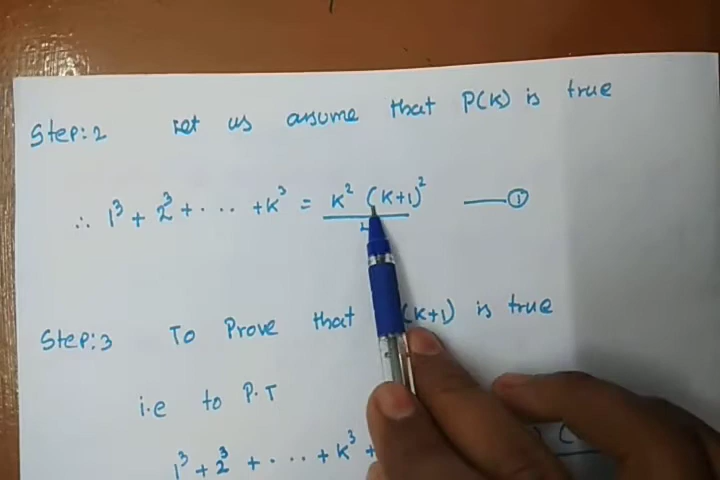 Step:2 Let us assume that P(K) is true
∴ 1³ + 2³ + · · · · + K³ = K² (K+1)² ——①
Step:3 To Prove that (K+1) is true
i.e to P.T
1³ + 2³ + · · · · + K³ +